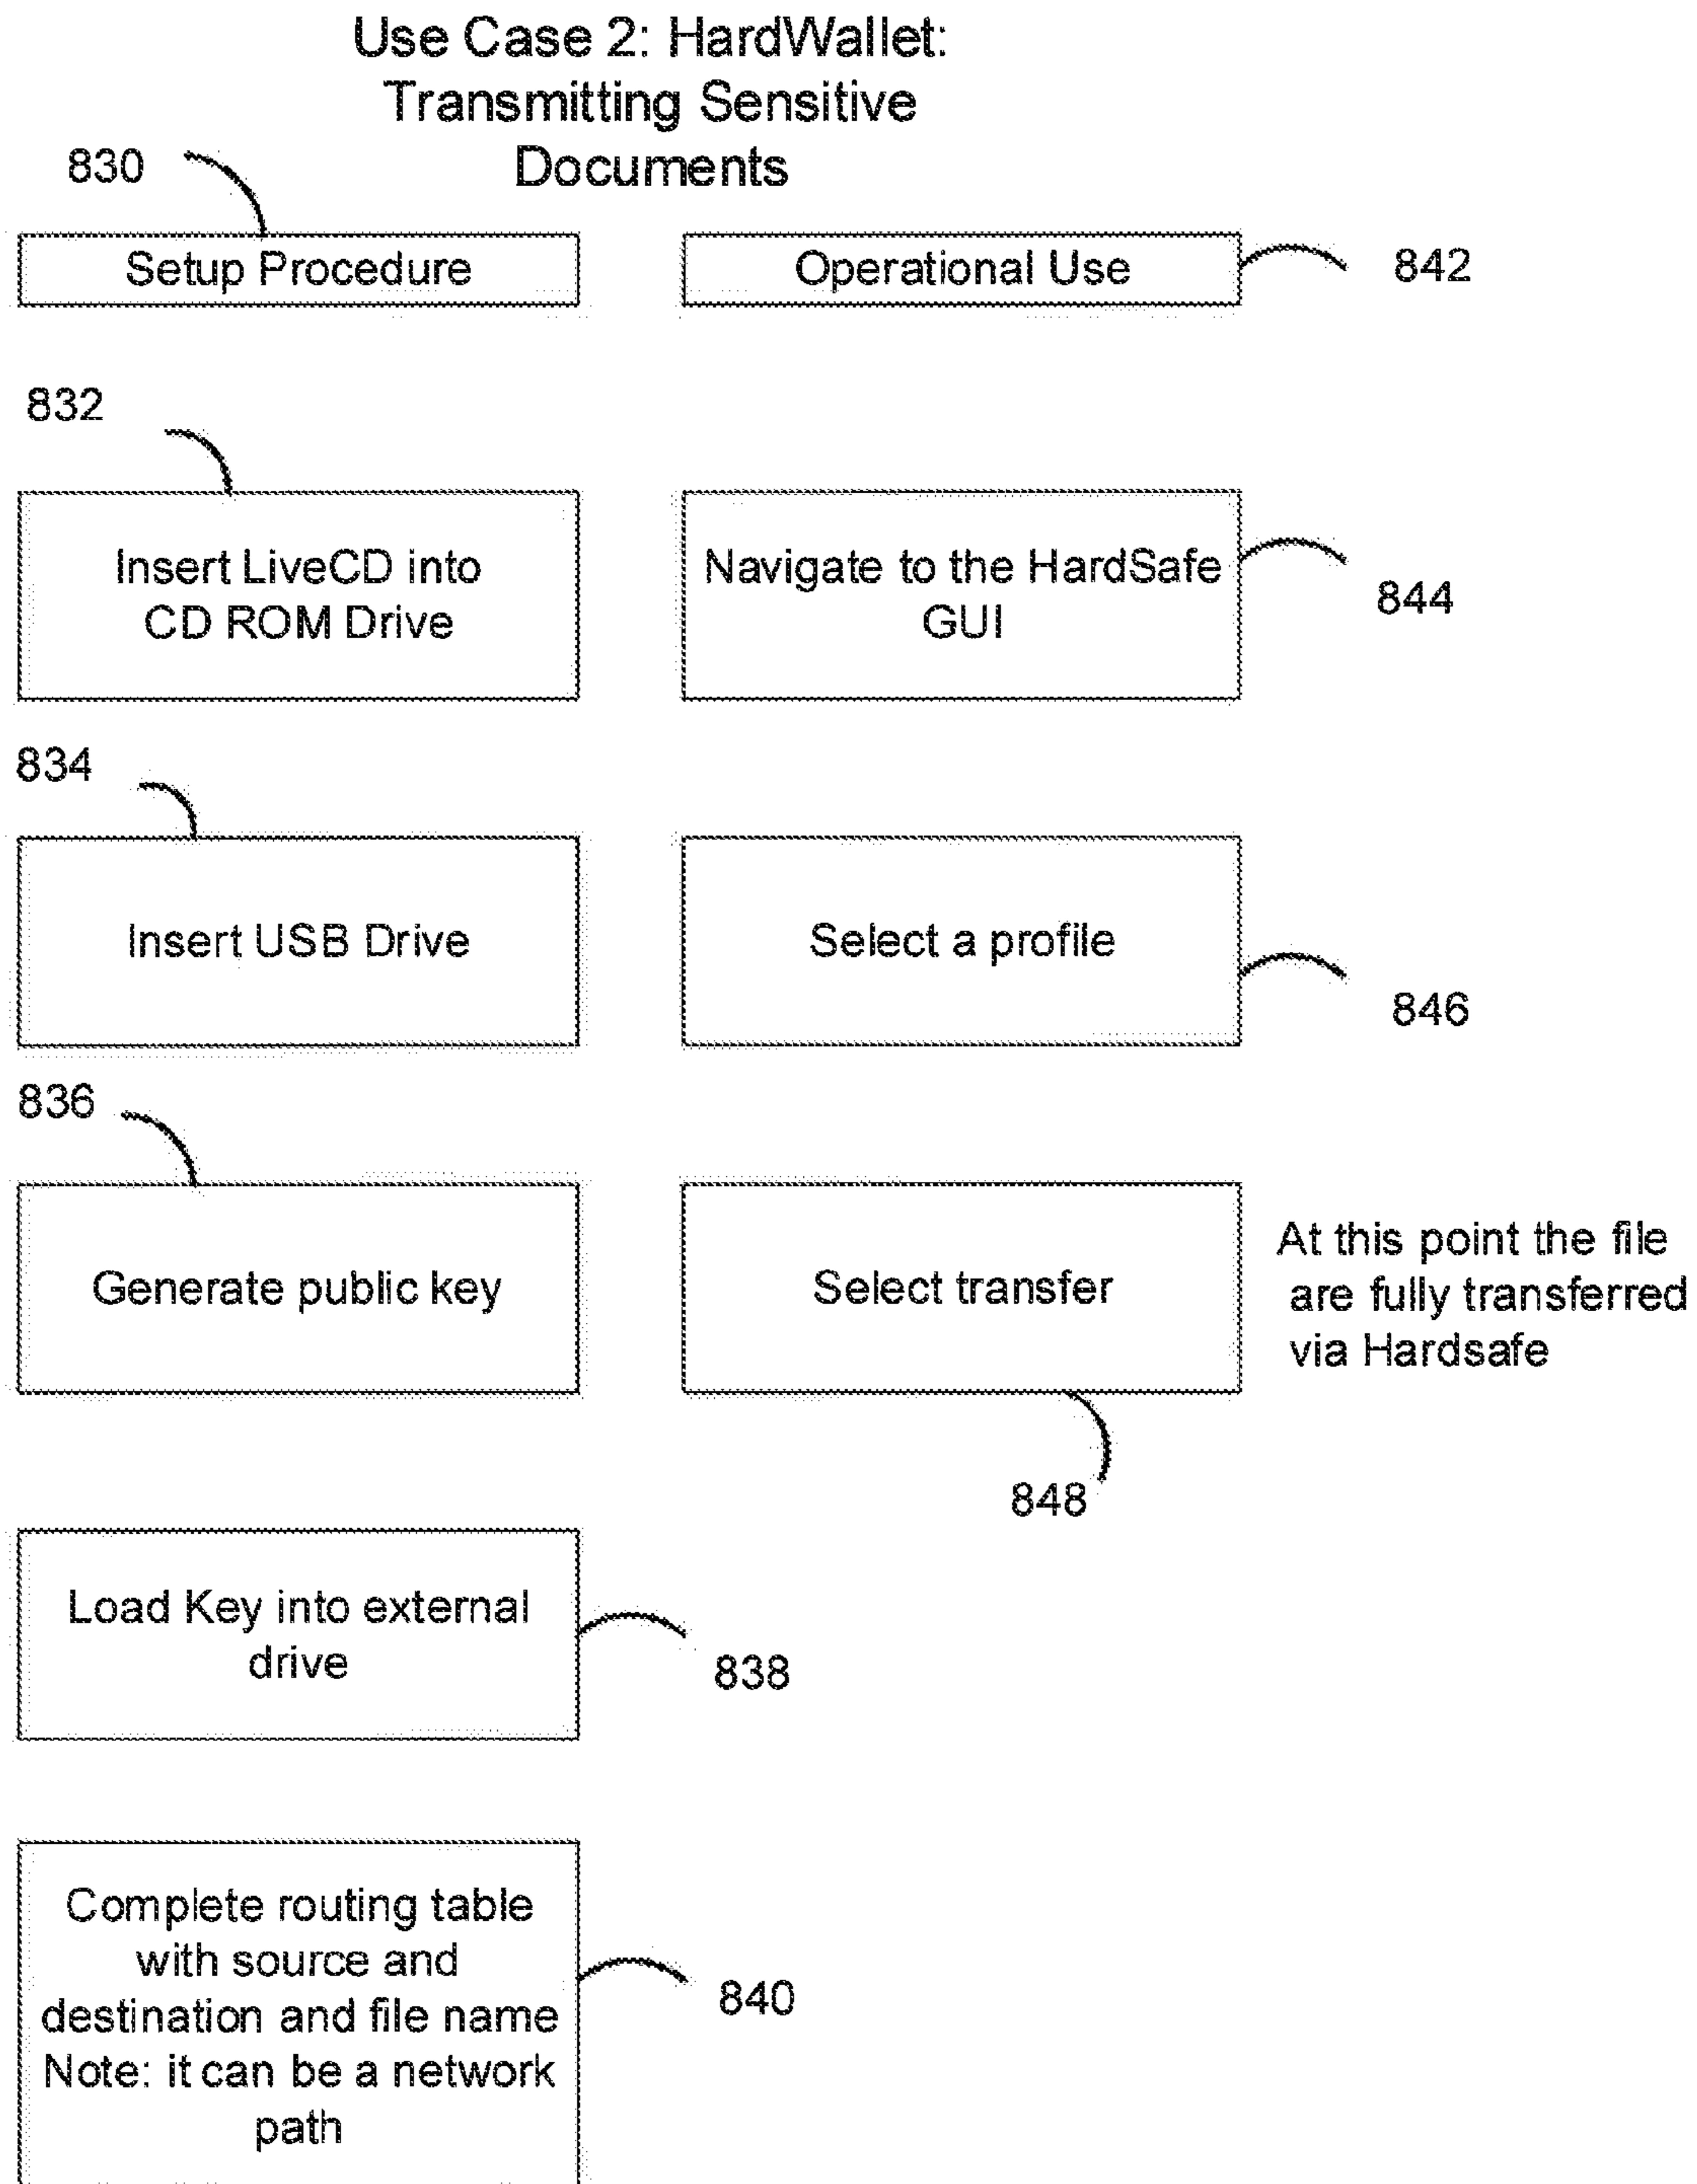 Use Case 2: HardWallet:
Transmitting Sensitive
Documents
830
Setup Procedure
Operational Use
842
832
Insert LiveCD into
CD ROM Drive
Navigate to the HardSafe
GUI
844
834
Insert USB Drive
Select a profile
846
836
Generate public key
Select transfer
At this point the file
are fully transferred
via Hardsafe
848
Load Key into external
drive
838
Complete routing table
with source and
destination and file name
Note: it can be a network
path
840